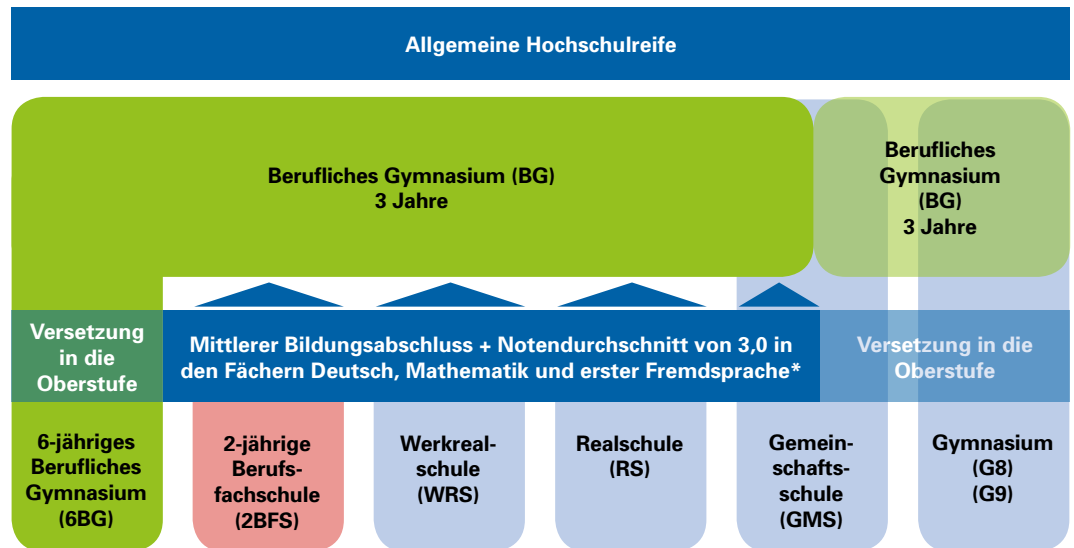 Allgemeine Hochschulreife
Berufliches Gymnasium (BG)
3 Jahre
Berufliches
Gymnasium
(BG)
3 Jahre
Versetzung
in die
Oberstufe
Mittlerer Bildungsabschluss + Notendurchschnitt von 3,0 in
den Fächern Deutsch, Mathematik und erster Fremdsprache*
Versetzung in die
Oberstufe
6-jähriges
Berufliches
Gymnasium
(6BG)
2-jährige
Berufs-
fachschule
(2BFS)
Werkreal-
schule
(WRS)
Realschule
(RS)
Gemein-
schafts-
schule
(GMS)
Gymnasium
(G8)
(G9)